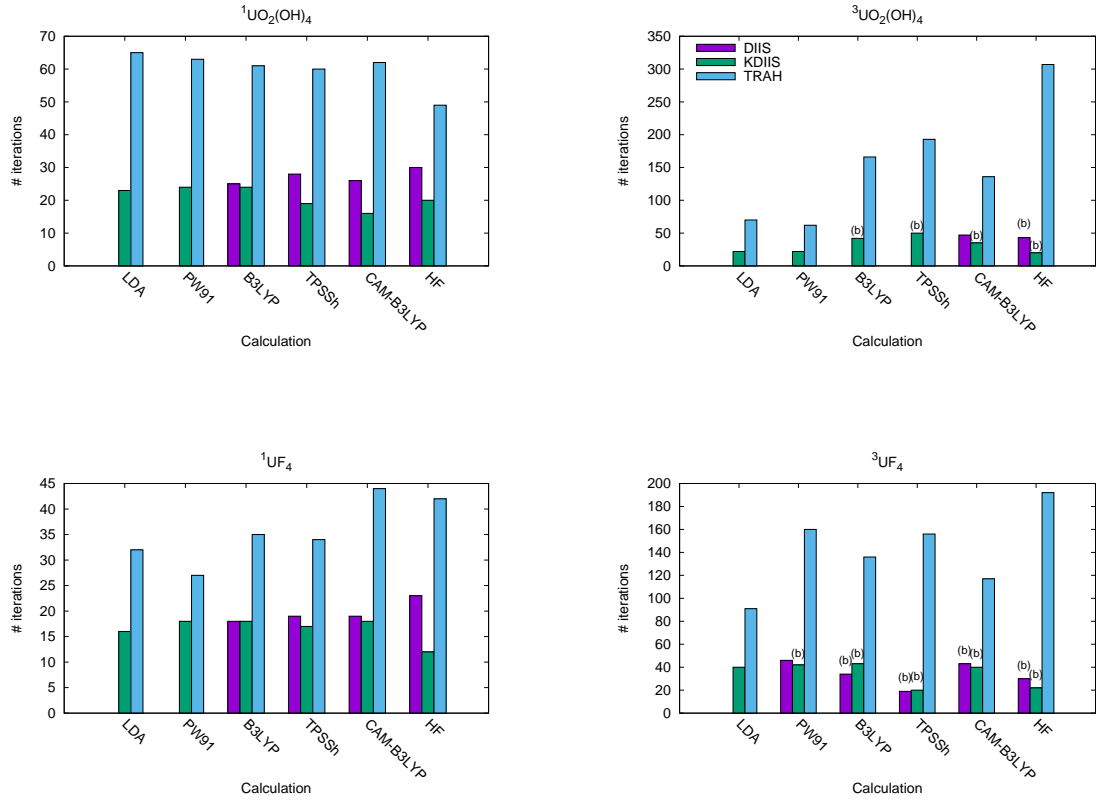 ¹UO₂(OH)₄
70
60
50
40
30
20
10
0
# iterations
LDA
PW91
B3LYP
TPSSh
CAM-B3LYP
HF
Calculation
³UO₂(OH)₄
350
300
250
200
150
100
50
0
# iterations
DIIS
KDIIS
TRAH
(b)
(b)
(b)
(b)
(b)
LDA
PW91
B3LYP
TPSSh
CAM-B3LYP
HF
Calculation
¹UF₄
45
40
35
30
25
20
15
10
5
0
# iterations
LDA
PW91
B3LYP
TPSSh
CAM-B3LYP
HF
Calculation
³UF₄
200
180
160
140
120
100
80
60
40
20
0
# iterations
(b)
(b) (b)
(b) (b)
(b) (b)
(b) (b)
LDA
PW91
B3LYP
TPSSh
CAM-B3LYP
HF
Calculation